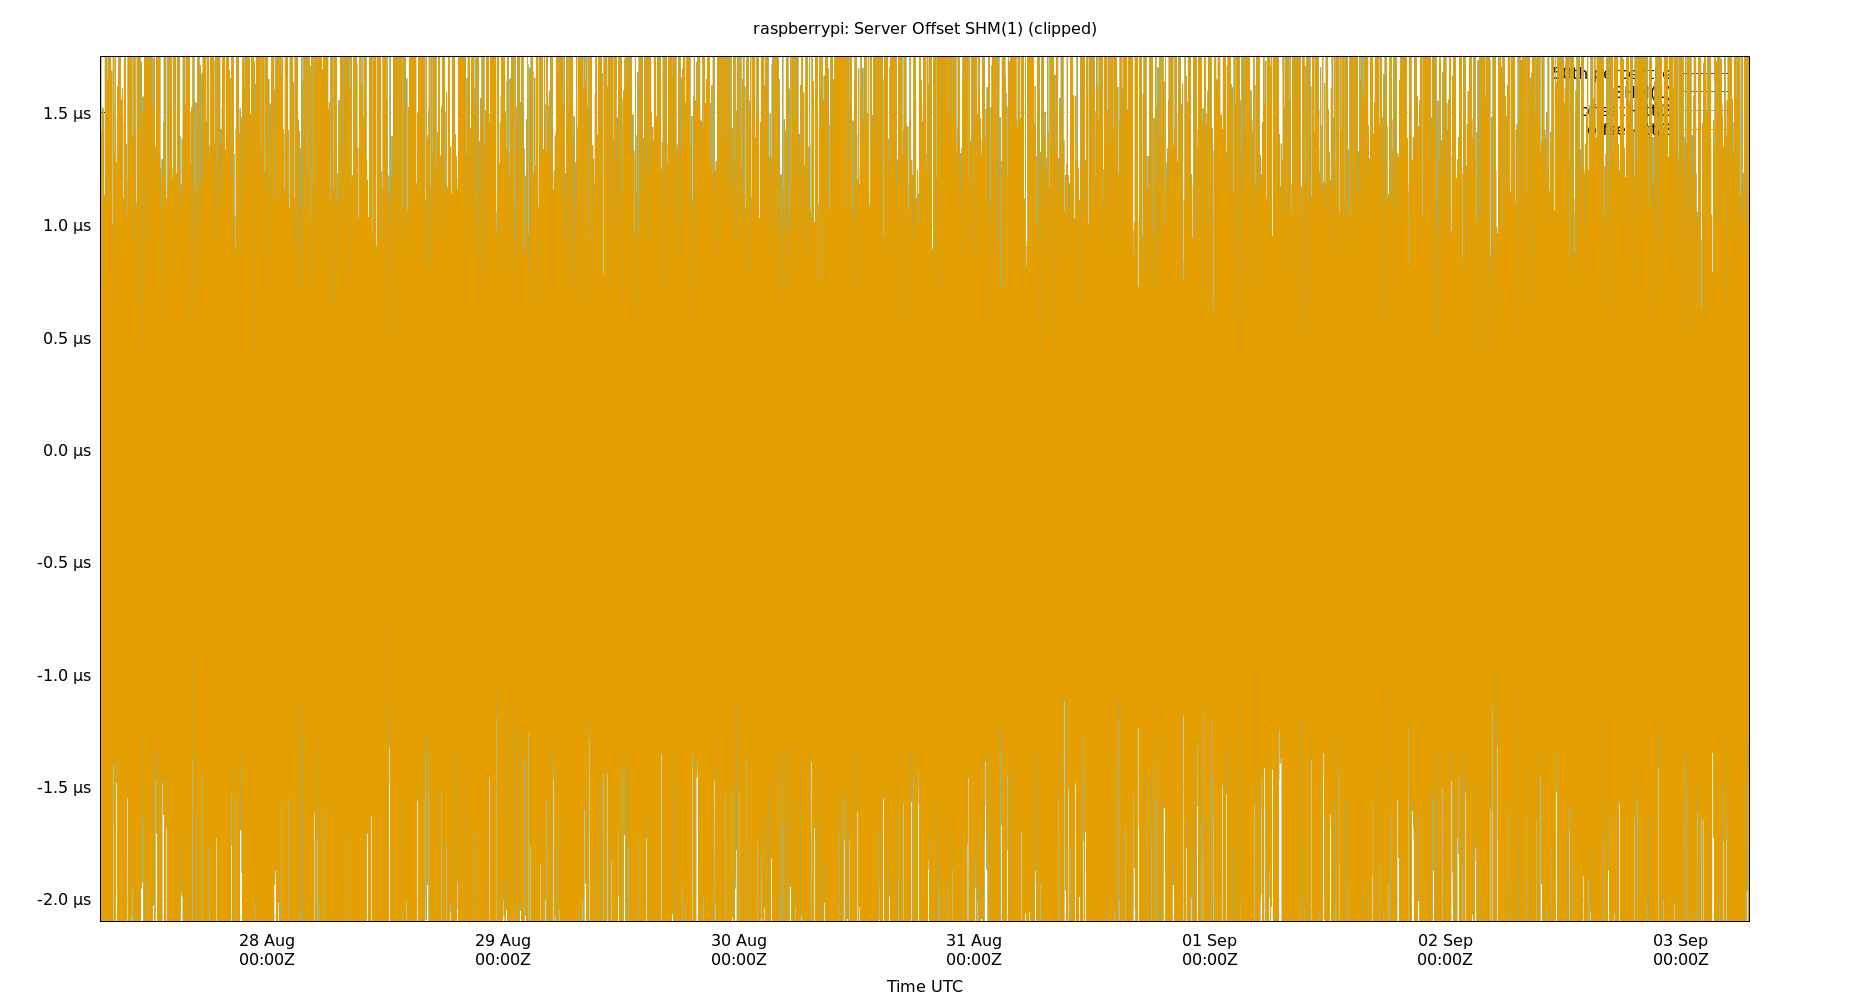 raspberrypi: Server Offset SHM(1) (clipped)
1.5 µs
1.0 µs
0.5 µs
0.0 µs
-0.5 µs
-1.0 µs
-1.5 µs
-2.0 µs
28 Aug 29 Aug 30 Aug 31 Aug 01 Sep 02 Sep 03 Sep
00:00Z 00:00Z 00:00Z 00:00Z 00:00Z 00:00Z 00:00Z
Time UTC